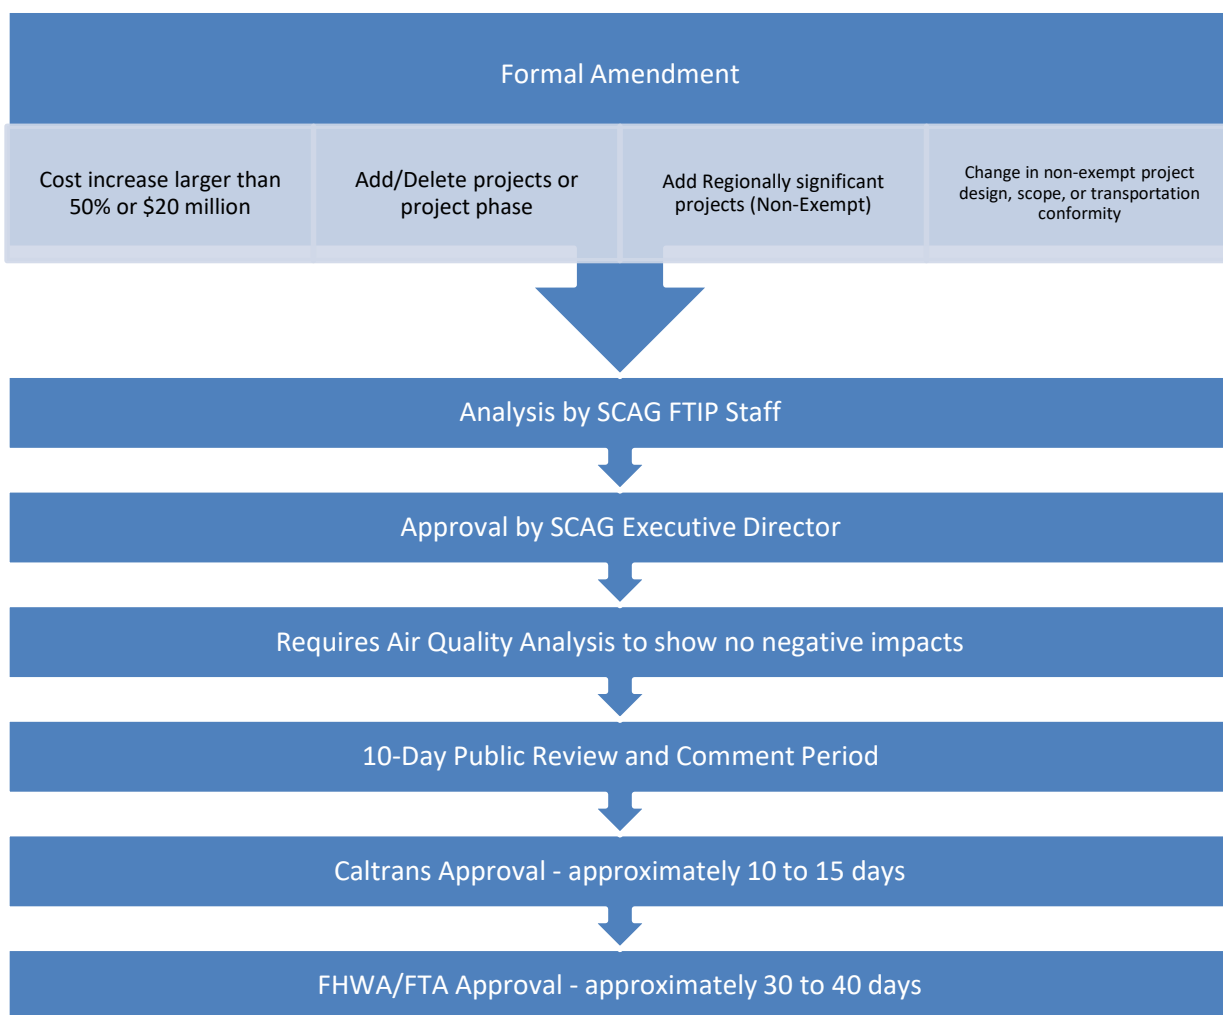 Formal Amendment
Cost increase larger than
50% or $20 million
Add/Delete projects or
project phase
Add Regionally significant
projects (Non-Exempt)
Change in non-exempt project
design, scope, or transportation
conformity
Analysis by SCAG FTIP Staff
Approval by SCAG Executive Director
Requires Air Quality Analysis to show no negative impacts
10-Day Public Review and Comment Period
Caltrans Approval - approximately 10 to 15 days
FHWA/FTA Approval - approximately 30 to 40 days